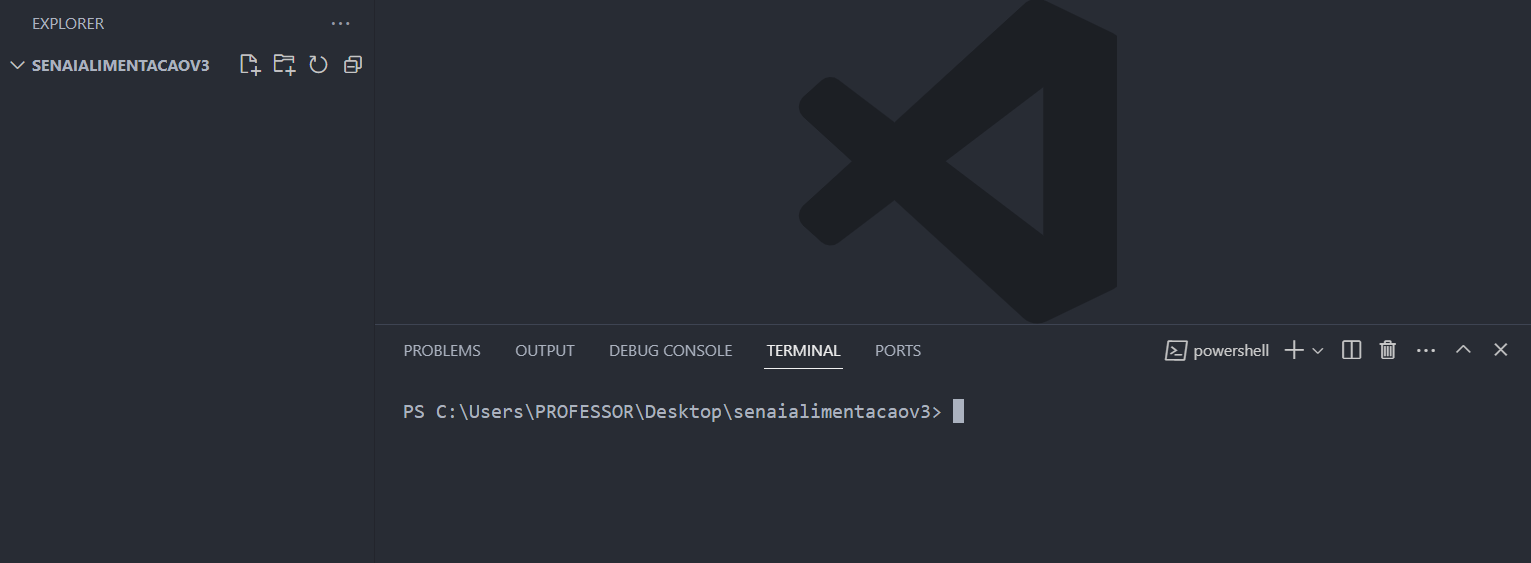 EXPLORER
SENAIALIMENTACAOV3
PROBLEMS OUTPUT DEBUG CONSOLE TERMINAL PORTS powershell
PS C:\Users\PROFESSOR\Desktop\senaialimentacaov3>